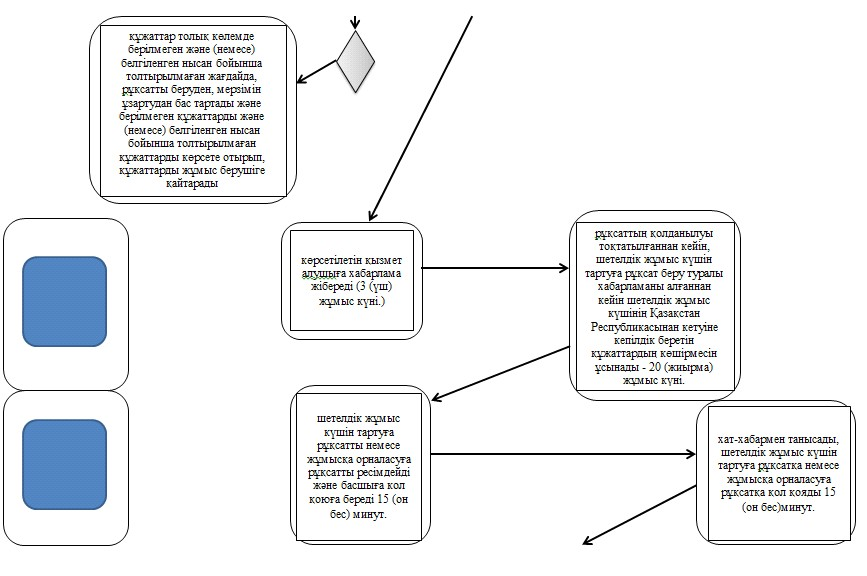 құжаттар толық көлемде
берілмеген және (немесе)
белгіленген нысан бойынша
толтырылмаған жағдайда,
рұқсатты беруден, мерзімін
ұзартудан бас тартады және
берілмеген құжаттарды және
(немесе) белгіленген нысан
бойынша толтырылмаған
құжаттарды көрсете отырып,
құжаттарды жұмыс берушіге
қайтарады
көрсетілетін қызмет
алушыға хабарлама
жібереді (3 (үш)
жұмыс күні.)
рұқсаттың қолданылуы
тоқтатылғаннан кейін,
шетелдік жұмыс күшін
тартуға рұқсат беру туралы
хабарламаны алғаннан
кейін шетелдік жұмыс
күшінің Қазақстан
Республикасынан кетуіне
кепілдік беретін
құжаттардың көшірмесін
ұсынады - 20 (жиырма)
жұмыс күні.
шетелдік жұмыс
күшін тартуға
рұқсатты немесе
жұмысқа орналасуға
рұқсатты ресімдейді
және басшыға қол
қоюға береді 15 (он
бес) минут.
хат-хабармен танысады,
шетелдік жұмыс күшін
тартуға рұқсатқа немесе
жұмысқа орналасуға
рұқсатқа қол қояды 15
(он бес)минут.